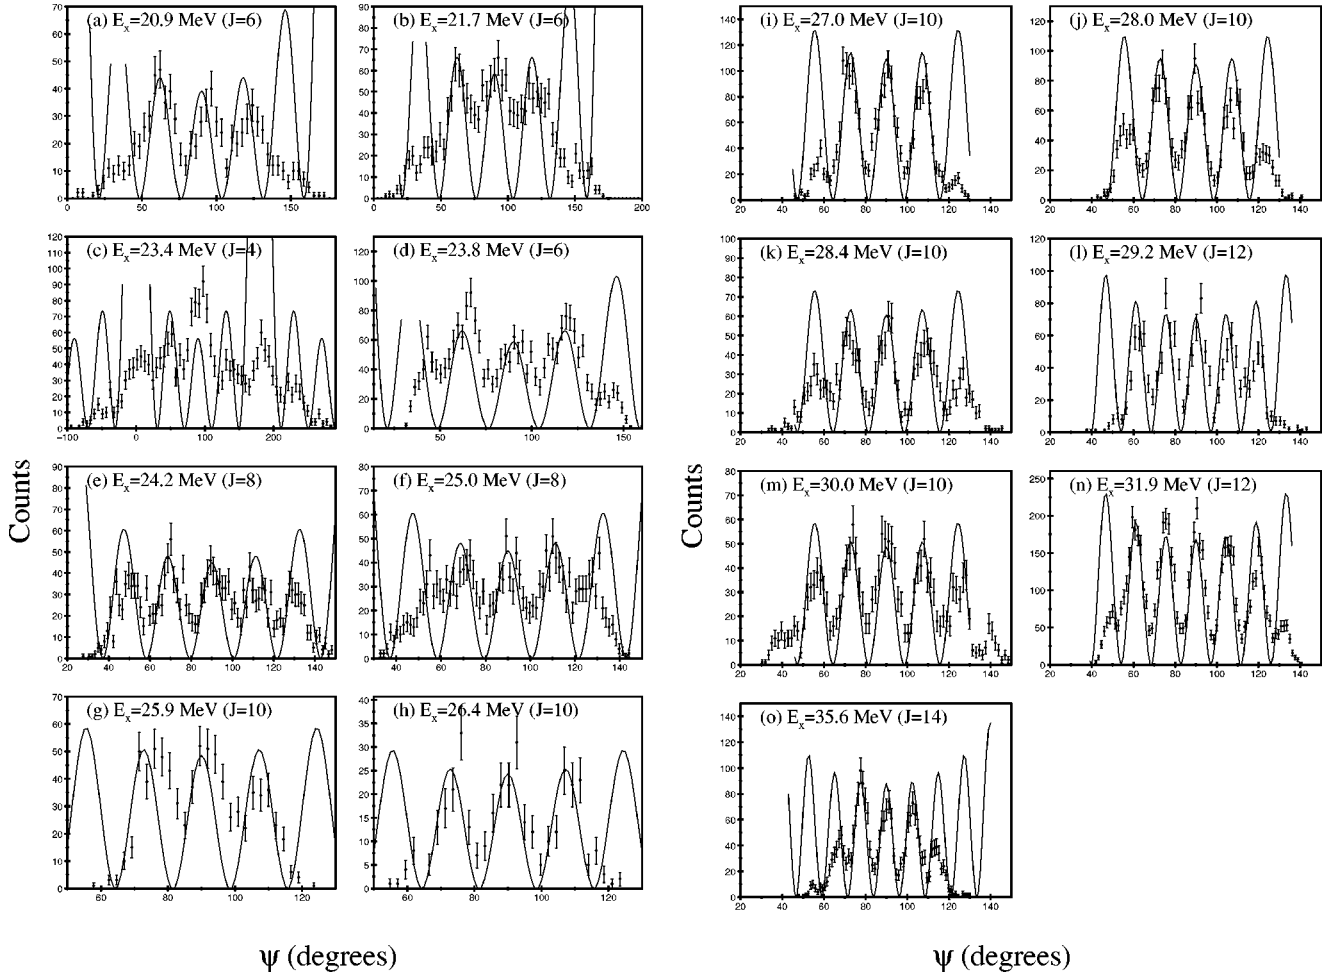 (a) Ex=20.9 MeV (J=6)
(b) Ex=21.7 MeV (J=6)
(c) Ex=23.4 MeV (J=4)
(d) Ex=23.8 MeV (J=6)
(e) Ex=24.2 MeV (J=8)
(f) Ex=25.0 MeV (J=8)
(g) Ex=25.9 MeV (J=10)
(h) Ex=26.4 MeV (J=10)
Counts
ψ (degrees)
(i) Ex=27.0 MeV (J=10)
(j) Ex=28.0 MeV (J=10)
(k) Ex=28.4 MeV (J=10)
(l) Ex=29.2 MeV (J=12)
(m) Ex=30.0 MeV (J=10)
(n) Ex=31.9 MeV (J=12)
(o) Ex=35.6 MeV (J=14)
Counts
ψ (degrees)